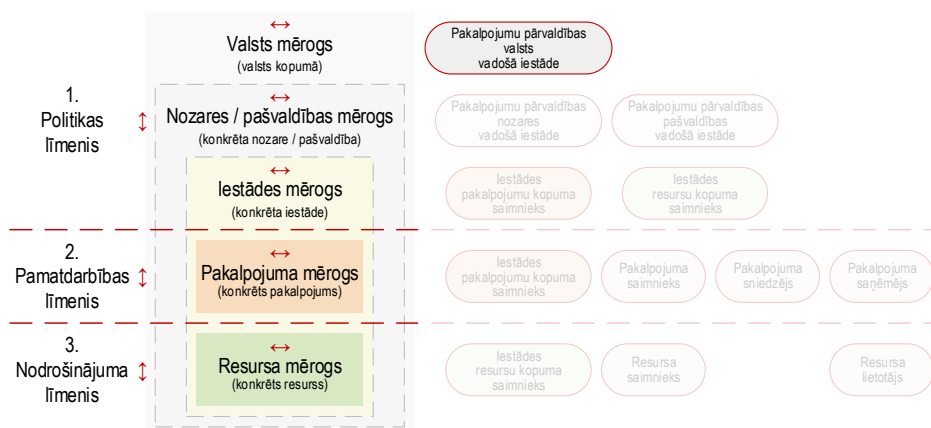 Valsts mērogs
(valsts kopumā)
Pakalpojumu pārvaldības
valsts
vadošā iestāde
1.
Politikas
līmenis
Nozares / pašvaldības mērogs
(konkrēta nozare / pašvaldība)
Pakalpojumu pārvaldības
nozares
vadošā iestāde
Pakalpojumu pārvaldības
pašvaldības
vadošā iestāde
Iestādes mērogs
(konkrēta iestāde)
Iestādes
pakalpojumu kopuma
saimnieks
Iestādes
resursu kopuma
saimnieks
2.
Pamatdarbības
līmenis
Pakalpojuma mērogs
(konkrēts pakalpojums)
Iestādes
pakalpojumu kopuma
saimnieks
Pakalpojuma
saimnieks
Pakalpojuma
sniedzējs
Pakalpojuma
saņēmējs
3.
Nodrošinājuma
līmenis
Resursa mērogs
(konkrēts resurss)
Iestādes
resursu kopuma
saimnieks
Resursa
saimnieks
Resursa
lietotājs